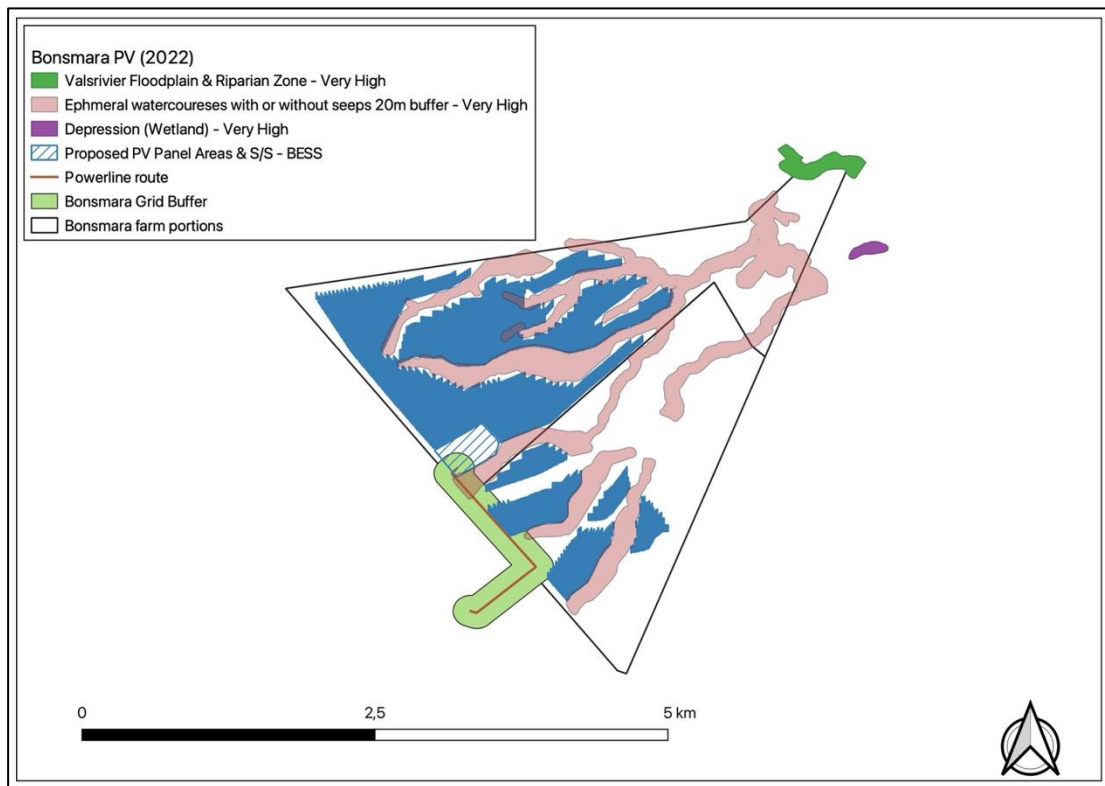 Bonsmara PV (2022)
Valsrivier Floodplain & Riparian Zone - Very High
Ephmeral watercoureses with or without seeps 20m buffer - Very High
Depression (Wetland) - Very High
Proposed PV Panel Areas & S/S - BESS
Powerline route
Bonsmara Grid Buffer
Bonsmara farm portions
0 2,5 5 km